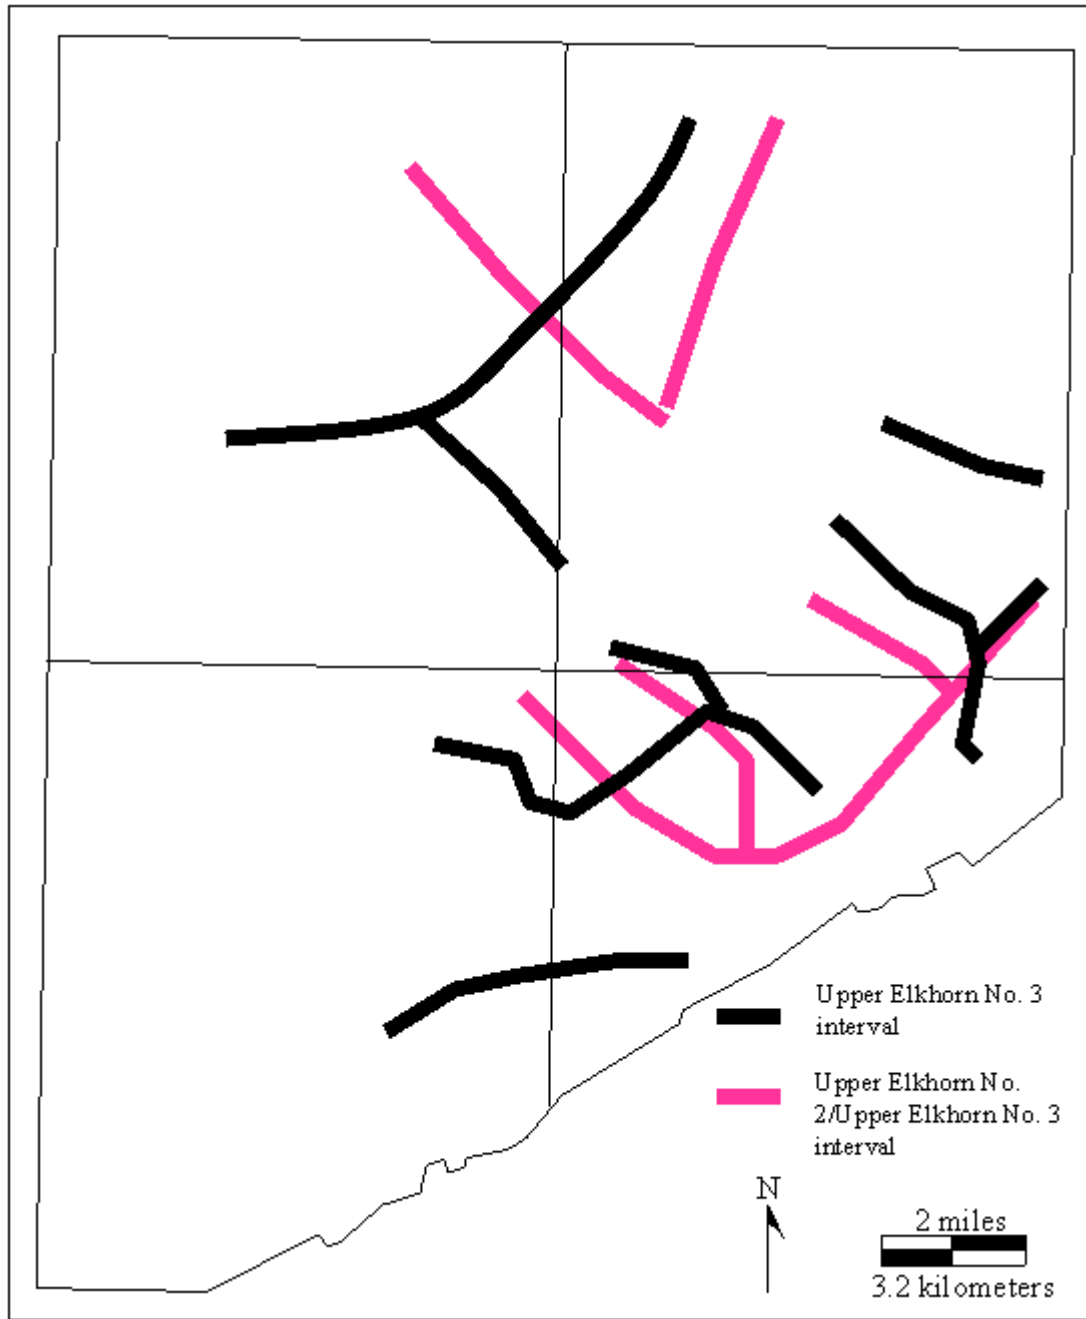 Upper Elkhorn No. 3
interval
Upper Elkhorn No.
2/Upper Elkhorn No. 3
interval
N
2 miles
3.2 kilometers